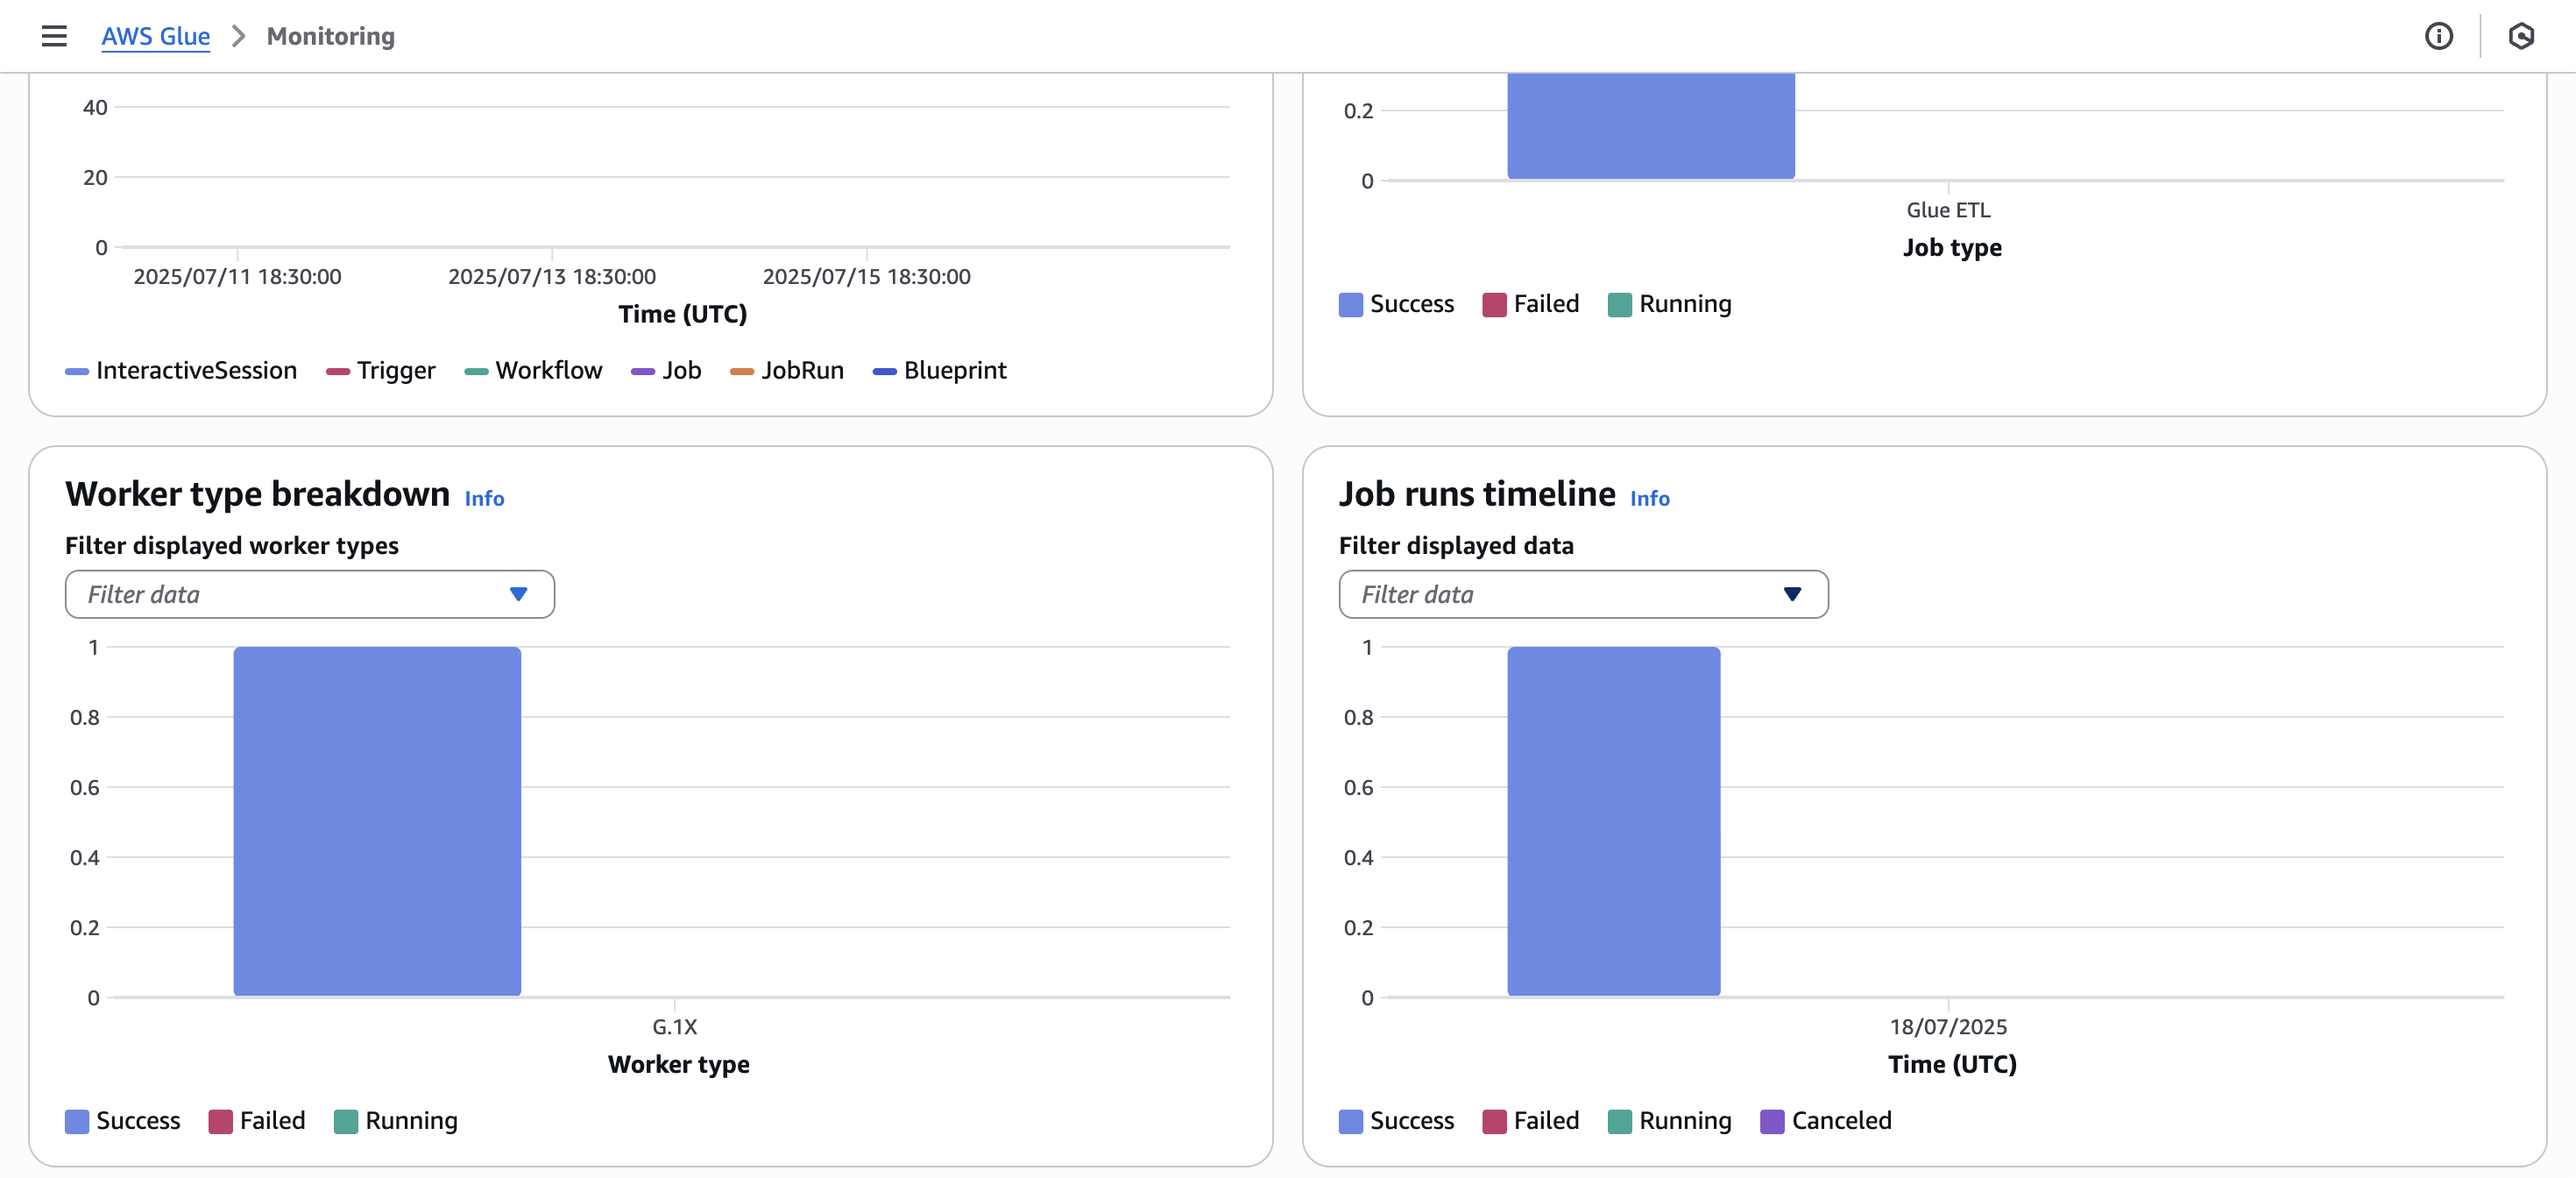 AWS Glue > Monitoring
40
20
0
2025/07/11 18:30:00 2025/07/13 18:30:00 2025/07/15 18:30:00
Time (UTC)
InteractiveSession Trigger Workflow Job JobRun Blueprint
0.2
0
Glue ETL
Job type
Success Failed Running
Worker type breakdown Info
Filter displayed worker types
Filter data
1
0.8
0.6
0.4
0.2
0
G.1X
Worker type
Success Failed Running
Job runs timeline Info
Filter displayed data
Filter data
1
0.8
0.6
0.4
0.2
0
18/07/2025
Time (UTC)
Success Failed Running Canceled